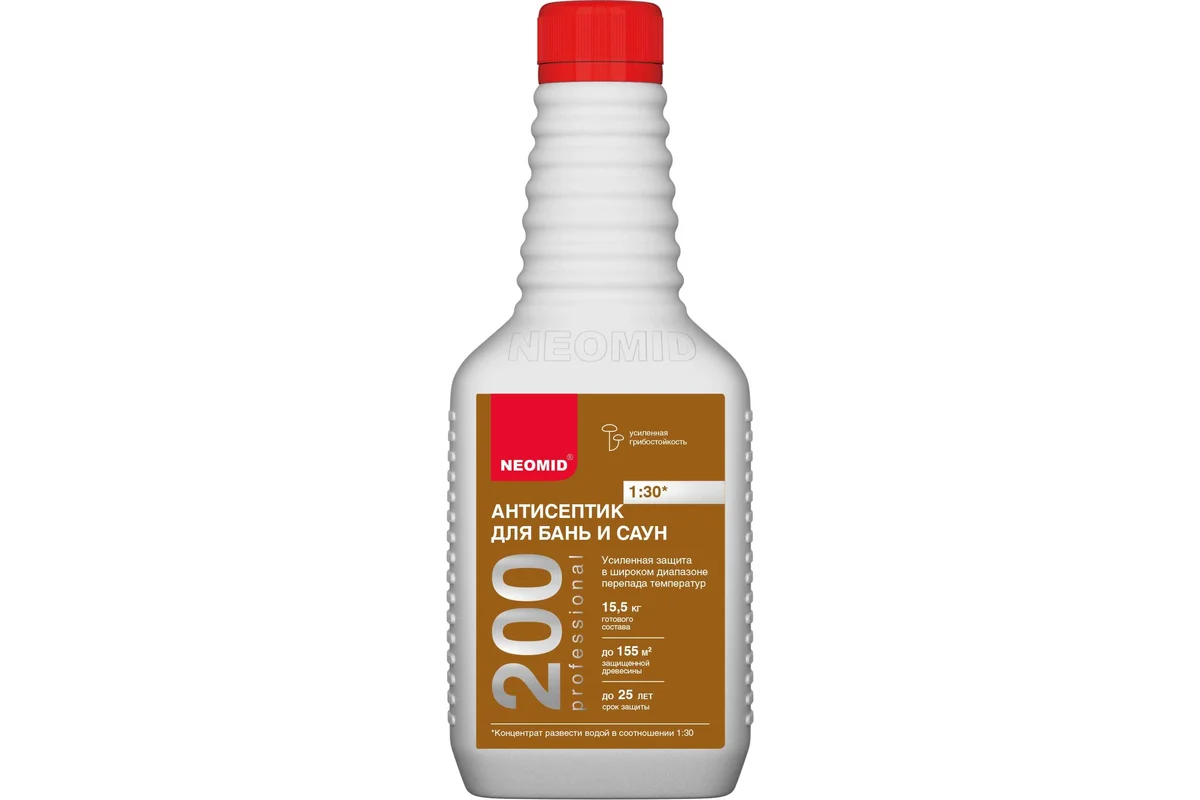 NEOMID
NEOMID®
усиленная
грибостойкость
1:30*
АНТИСЕПТИК
ДЛЯ БАНЬ И САУН
200
professional
Усиленная защита
в широком диапазоне
перепада температур
15,5 кг
готового
состава
до 155 м²
защищенной
древесины
до 25 лет
срок защиты
*Концентрат развести водой в соотношении 1:30